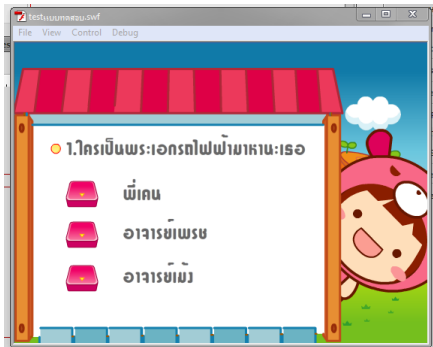 testแบบทดสอบ.swf
File View Control Debug
1.ใครเป็นพระเอกรถไฟฟ้ามาหานะเธอ
พี่เคน
อาจารย์เพรช
อาจารย์เม้ง